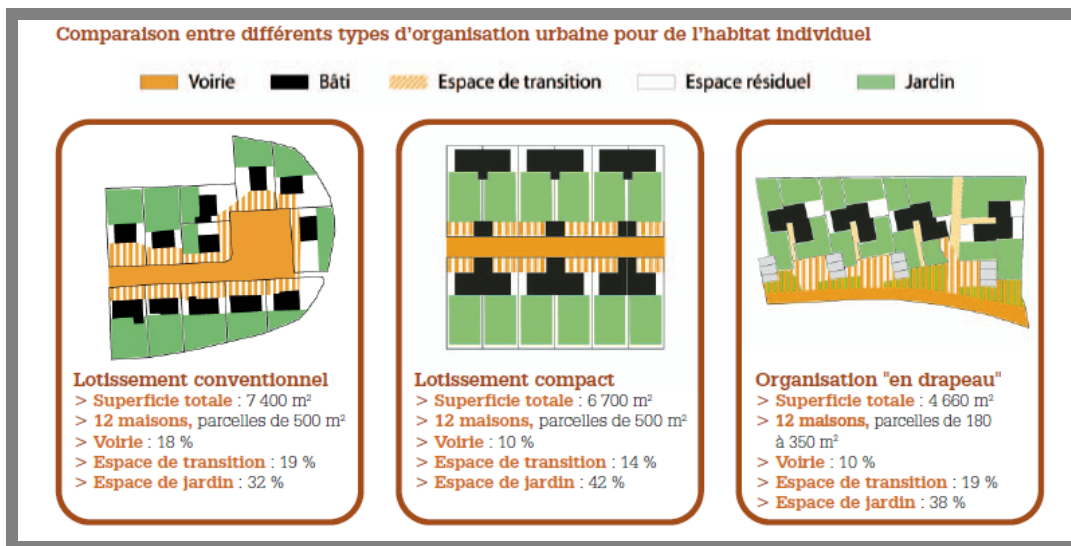 Comparaison entre différents types d'organisation urbaine pour de l'habitat individuel
Voirie Bâti Espace de transition Espace résiduel Jardin
Lotissement conventionnel
> Superficie totale : 7 400 m²
> 12 maisons, parcelles de 500 m²
> Voirie : 18 %
> Espace de transition : 19 %
> Espace de jardin : 32 %
Lotissement compact
> Superficie totale : 6 700 m²
> 12 maisons, parcelles de 500 m²
> Voirie : 10 %
> Espace de transition : 14 %
> Espace de jardin : 42 %
Organisation "en drapeau"
> Superficie totale : 4 660 m²
> 12 maisons, parcelles de 180
à 350 m²
> Voirie : 10 %
> Espace de transition : 19 %
> Espace de jardin : 38 %